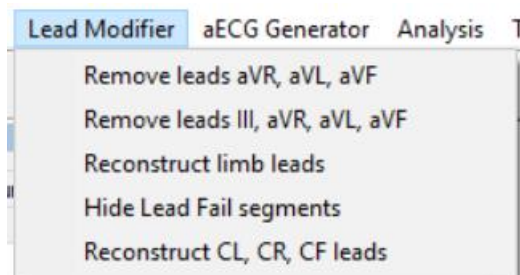 Lead Modifier aECG Generator Analysis
Remove leads aVR, aVL, aVF
Remove leads III, aVR, aVL, aVF
Reconstruct limb leads
Hide Lead Fail segments
Reconstruct CL, CR, CF leads